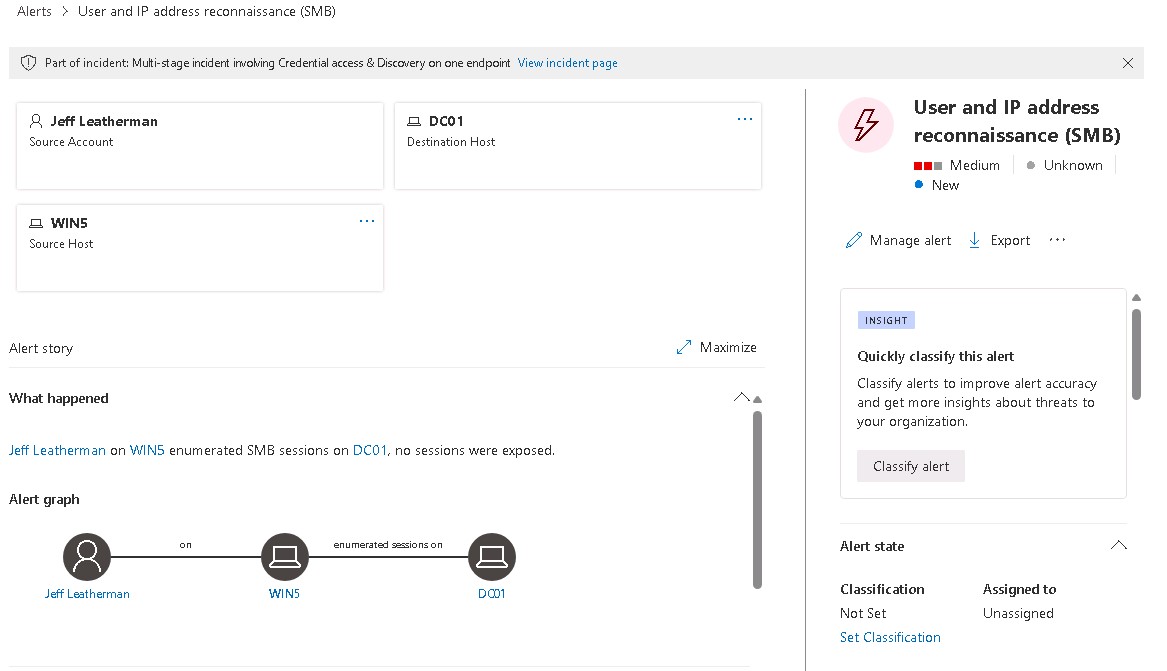 Alerts > User and IP address reconnaissance (SMB)
Part of incident: Multi-stage incident involving Credential access & Discovery on one endpoint View incident page
Jeff Leatherman
Source Account
DC01
Destination Host
WIN5
Source Host
Alert story
Maximize
What happened
Jeff Leatherman on WIN5 enumerated SMB sessions on DC01, no sessions were exposed.
Alert graph
on
enumerated sessions on
Jeff Leatherman
WIN5
DC01
User and IP address
reconnaissance (SMB)
Medium
Unknown
New
Manage alert
Export
INSIGHT
Quickly classify this alert
Classify alerts to improve alert accuracy
and get more insights about threats to
your organization.
Classify alert
Alert state
Classification
Assigned to
Not Set
Unassigned
Set Classification